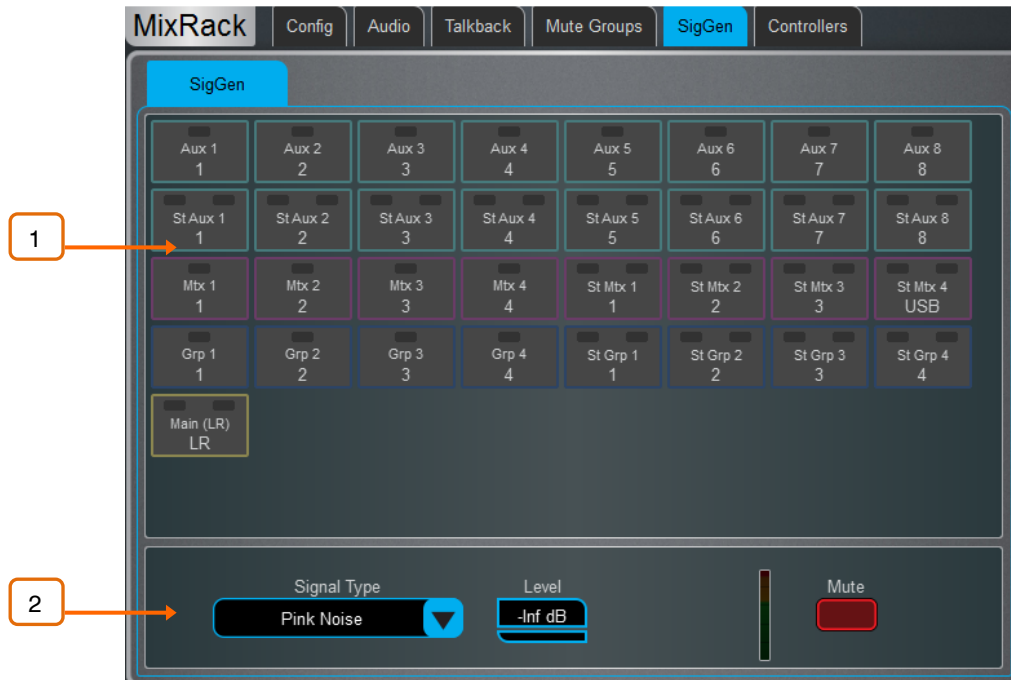 MixRack Config Audio Talkback Mute Groups SigGen Controllers
SigGen
Aux 1 Aux 2 Aux 3 Aux 4 Aux 5 Aux 6 Aux 7 Aux 8
1 2 3 4 5 6 7 8
St Aux 1 St Aux 2 St Aux 3 St Aux 4 St Aux 5 St Aux 6 St Aux 7 St Aux 8
1 1 2 3 4 5 6 7 8
Mtx 1 Mtx 2 Mtx 3 Mtx 4 St Mtx 1 St Mtx 2 St Mtx 3 St Mtx 4
1 2 3 4 1 2 3 USB
Grp 1 Grp 2 Grp 3 Grp 4 St Grp 1 St Grp 2 St Grp 3 St Grp 4
1 2 3 4 1 2 3 4
Main (LR)
LR
Signal Type Level Mute
2 Pink Noise -Inf dB